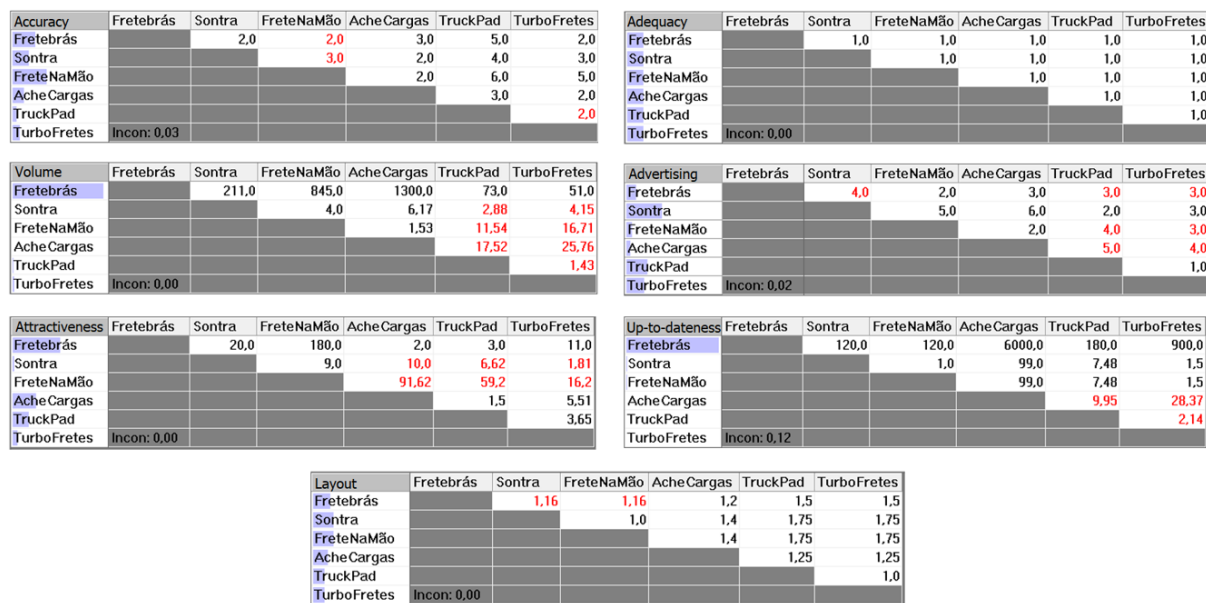 Accuracy Fretebrás Sontra FreteNaMão AcheCargas TruckPad TurboFretes
Fretebrás 2,0 2,0 3,0 5,0 2,0
Sontra 3,0 2,0 4,0 3,0
FreteNaMão 2,0 6,0 5,0
AcheCargas 3,0 2,0
TruckPad 2,0
TurboFretes Incon: 0,03
Adequacy Fretebrás Sontra FreteNaMão AcheCargas TruckPad TurboFretes
Fretebrás 1,0 1,0 1,0 1,0 1,0
Sontra 1,0 1,0 1,0 1,0
FreteNaMão 1,0 1,0 1,0
AcheCargas 1,0 1,0
TruckPad 1,0
TurboFretes Incon: 0,00
Volume Fretebrás Sontra FreteNaMão AcheCargas TruckPad TurboFretes
Fretebrás 211,0 845,0 1300,0 73,0 51,0
Sontra 4,0 6,17 2,88 4,15
FreteNaMão 1,53 11,54 16,71
AcheCargas 17,52 25,76
TruckPad 1,43
TurboFretes Incon: 0,00
Advertising Fretebrás Sontra FreteNaMão AcheCargas TruckPad TurboFretes
Fretebrás 4,0 2,0 3,0 3,0 3,0
Sontra 5,0 6,0 2,0 3,0
FreteNaMão 2,0 4,0 3,0
AcheCargas 5,0 4,0
TruckPad 1,0
TurboFretes Incon: 0,02
Attractiveness Fretebrás Sontra FreteNaMão AcheCargas TruckPad TurboFretes
Fretebrás 20,0 180,0 2,0 3,0 11,0
Sontra 9,0 10,0 6,62 1,81
FreteNaMão 91,62 59,2 16,2
AcheCargas 1,5 5,51
TruckPad 3,65
TurboFretes Incon: 0,00
Up-to-dateness Fretebrás Sontra FreteNaMão AcheCargas TruckPad TurboFretes
Fretebrás 120,0 120,0 6000,0 180,0 900,0
Sontra 1,0 99,0 7,48 1,5
FreteNaMão 99,0 7,48 1,5
AcheCargas 9,95 28,37
TruckPad 2,14
TurboFretes Incon: 0,12
Layout Fretebrás Sontra FreteNaMão AcheCargas TruckPad TurboFretes
Fretebrás 1,16 1,16 1,2 1,5 1,5
Sontra 1,0 1,4 1,75 1,75
FreteNaMão 1,4 1,75 1,75
AcheCargas 1,25 1,25
TruckPad 1,0
TurboFretes Incon: 0,00